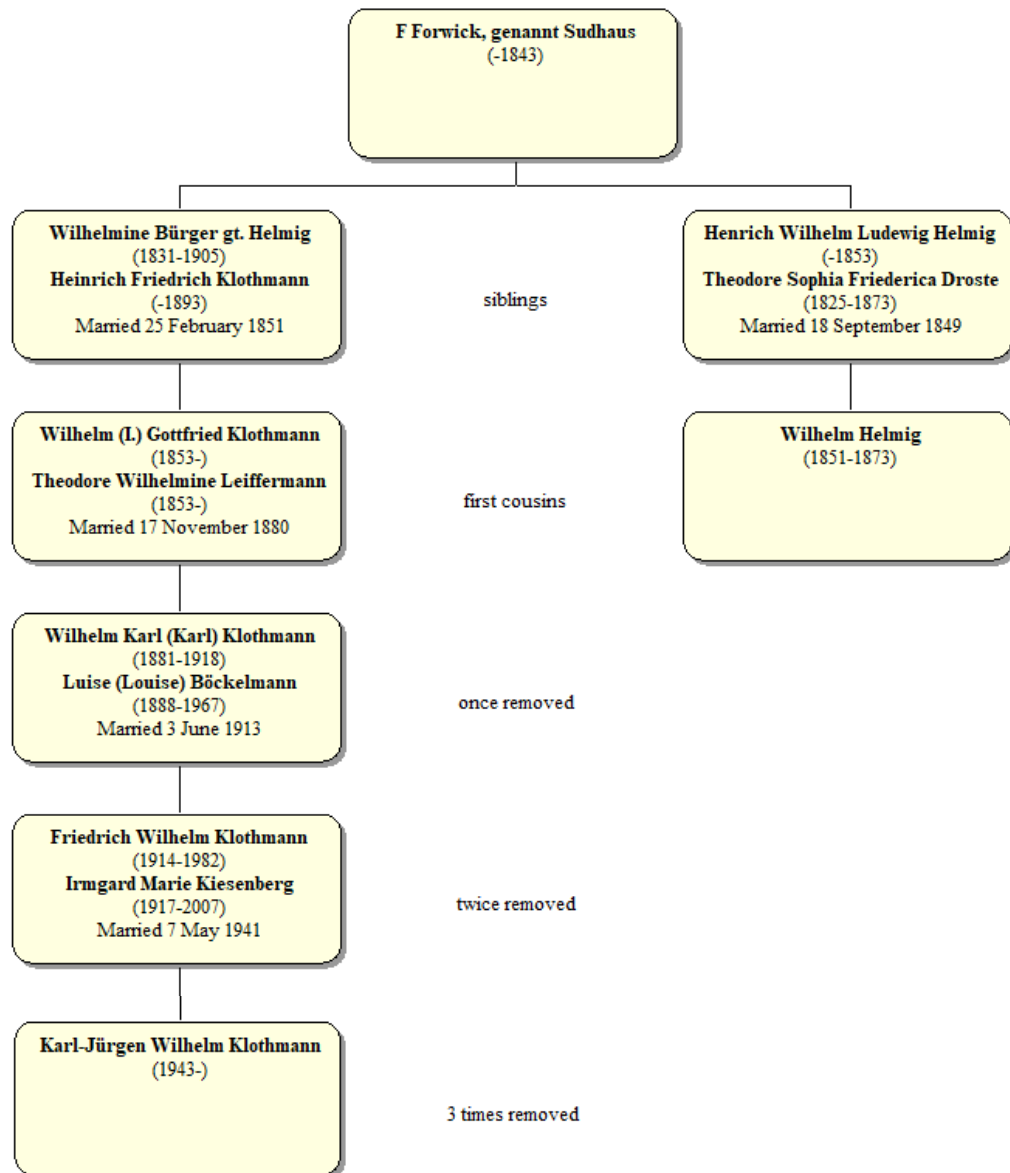 F Forwick, genannt Sudhaus
(-1843)
Wilhelmine Bürger gt. Helmig
(1831-1905)
Heinrich Friedrich Klothmann
(-1893)
Married 25 February 1851
siblings
Henrich Wilhelm Ludewig Helmig
(-1853)
Theodore Sophia Friederica Droste
(1825-1873)
Married 18 September 1849
Wilhelm (I.) Gottfried Klothmann
(1853-)
Theodore Wilhelmine Leiffermann
(1853-)
Married 17 November 1880
first cousins
Wilhelm Helmig
(1851-1873)
Wilhelm Karl (Karl) Klothmann
(1881-1918)
Luise (Louise) Böckelmann
(1888-1967)
Married 3 June 1913
once removed
Friedrich Wilhelm Klothmann
(1914-1982)
Irmgard Marie Kiesenberg
(1917-2007)
Married 7 May 1941
twice removed
Karl-Jürgen Wilhelm Klothmann
(1943-)
3 times removed